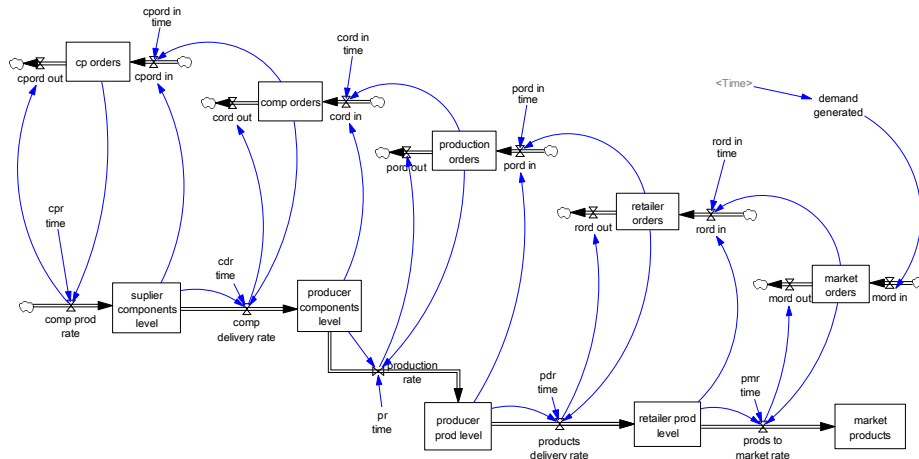 cpord in
time
cp orders
cpord out
cpord in
cord in
time
comp orders
cord out
cord in
pord in
time
<Time>
demand
generated
production
orders
pord out
pord in
rord in
time
retailer
orders
rord out
rord in
cpr
time
cdr
time
suplier
components
level
producer
components
level
comp prod
rate
comp
delivery rate
market
orders
mord out
mord in
production
rate
pr
time
pdr
time
pmr
time
producer
prod level
products
delivery rate
retailer prod
level
prods to
market rate
market
products